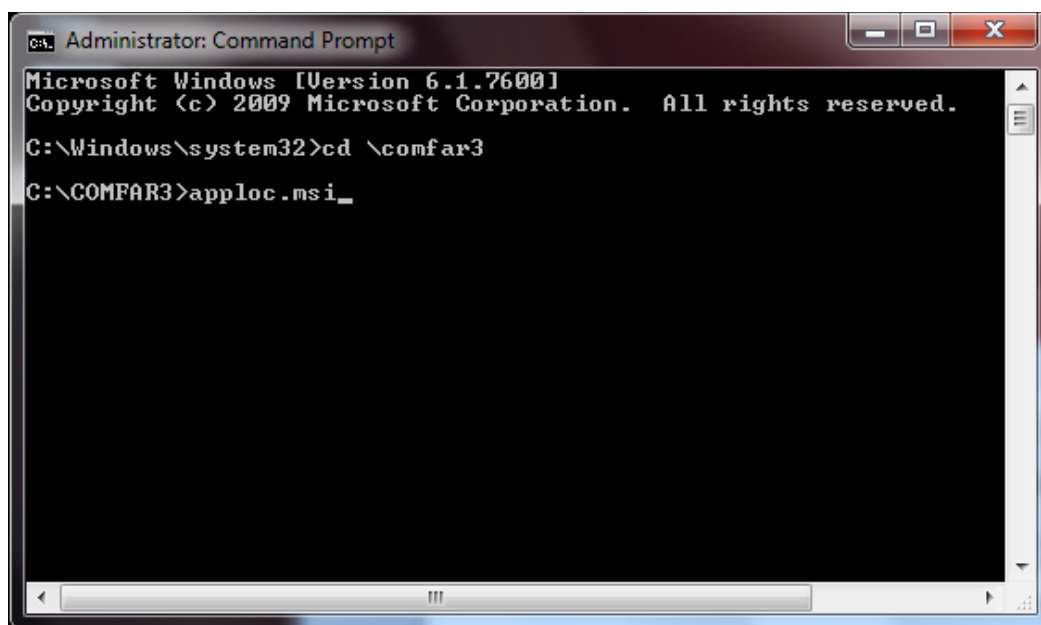 Administrator: Command Prompt
Microsoft Windows [Version 6.1.7600]
Copyright (c) 2009 Microsoft Corporation.  All rights reserved.
C:\Windows\system32>cd \comfar3
C:\COMFAR3>apploc.msi_